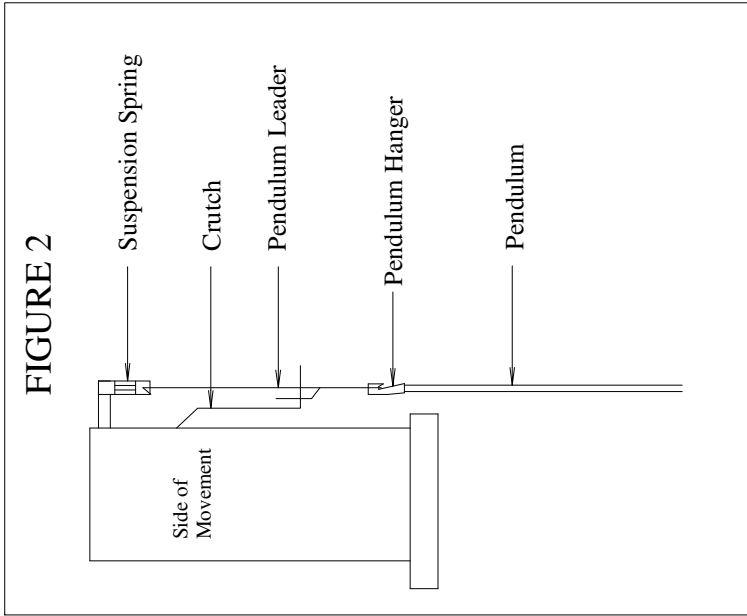 FIGURE 2
Suspension Spring
Crutch
Pendulum Leader
Pendulum Hanger
Pendulum
Side of
Movement